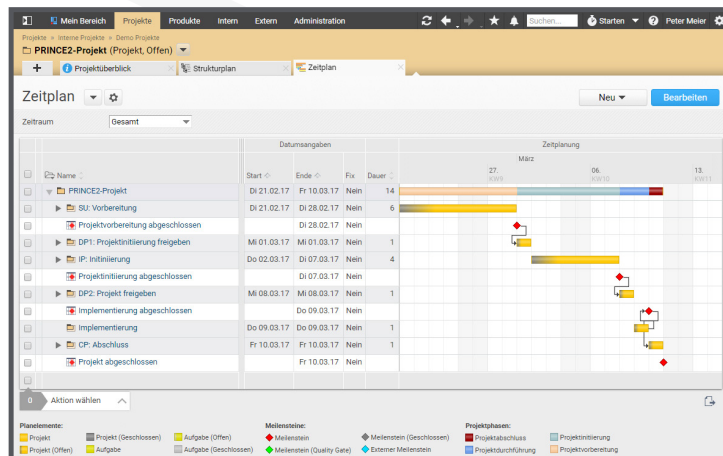 Mein Bereich Projekte Produkte Intern Extern Administration Suchen... Starten Peter Meier
Projekte » Interne Projekte » Demo Projekte
PRINCE2-Projekt (Projekt, Offen)
+ Projektüberblick × Strukturplan × Zeitplan ×
Zeitplan Neu Bearbeiten
Zeitraum Gesamt
Datumsangaben Zeitplanung
März
Name Start Ende Fix Dauer 27. 06. 13.
KW9 KW10 KW11
PRINCE2-Projekt Di 21.02.17 Fr 10.03.17 Nein 14
SU: Vorbereitung Di 21.02.17 Di 28.02.17 Nein 6
Projektvorbereitung abgeschlossen Di 28.02.17 Nein
DP1: Projektinitiierung freigeben Mi 01.03.17 Mi 01.03.17 Nein 1
IP: Initiniierung Do 02.03.17 Di 07.03.17 Nein 4
Projektinitiierung abgeschlossen Di 07.03.17 Nein
DP2: Projekt freigeben Mi 08.03.17 Mi 08.03.17 Nein 1
Implementierung abgeschlossen Do 09.03.17 Nein
Implementierung Do 09.03.17 Do 09.03.17 Nein 1
CP: Abschluss Fr 10.03.17 Fr 10.03.17 Nein 1
Projekt abgeschlossen Fr 10.03.17 Nein
0 Aktion wählen
Planelemente: Meilensteine: Projektphasen:
Projekt Projekt (Geschlossen) Aufgabe (Offen) Meilenstein Meilenstein (Geschlossen) Projektabschluss Projektinitiierung
Projekt (Offen) Aufgabe Aufgabe (Geschlossen) Meilenstein (Quality Gate) Externer Meilenstein Projektdurchführung Projektvorbereitung